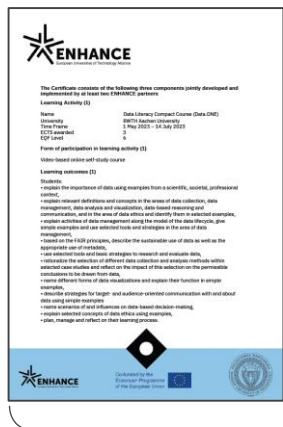 ENHANCE
European Universities of Technology Alliance
The Certificate consists of the following three components jointly developed and
implemented by at least two ENHANCE partners
Learning Activity (1)
Name Data Literacy Compact Course (Data.ONE)
University RWTH Aachen University
Time Frame 1 May 2023 – 14 July 2023
ECTS awarded 3
EQF Level 6
Form of participation in learning activity (1)
Video-based online self-study course
Learning outcomes (1)
Students:
• explain the importance of data using examples from a scientific, societal, professional
context,
• explain relevant definitions and concepts in the areas of data collection, data
management, data analysis and visualization, data-based reasoning and
communication, and in the area of data ethics and identify them in selected examples,
• explain activities of data management along the model of the data lifecycle, give
simple examples and use selected tools and strategies in the area of data
management,
• based on the FAIR principles, describe the sustainable use of data as well as the
appropriate use of metadata,
• use selected tools and basic strategies to research and evaluate data,
• rationalize the selection of different data collection and analysis methods within
selected case studies and reflect on the impact of this selection on the permissible
conclusions to be drawn from data,
• name different forms of data visualizations and explain their function in simple
examples,
• describe strategies for target- and audience-oriented communication with and about
data using simple examples
• name scenarios of and influences on data-based decision-making,
• explain selected concepts of data ethics using examples,
• plan, manage and reflect on their learning process.
ENHANCE
Co-funded by the
Erasmus+ Programme
of the European Union